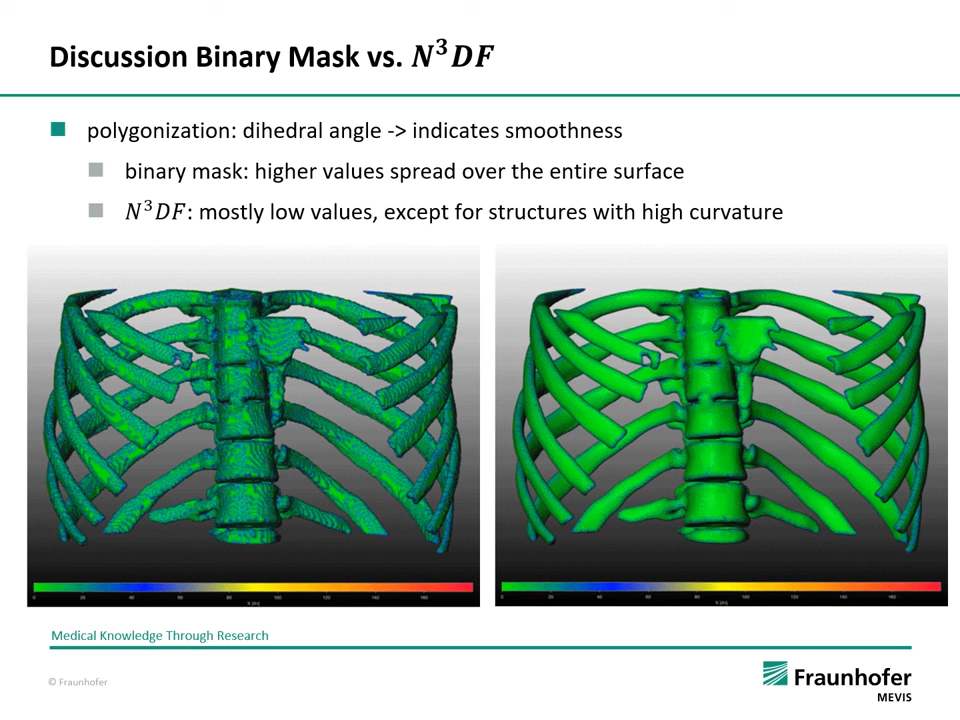 Discussion Binary Mask vs. N³DF
polygonization: dihedral angle -> indicates smoothness
binary mask: higher values spread over the entire surface
N³DF: mostly low values, except for structures with high curvature
Medical Knowledge Through Research
© Fraunhofer
Fraunhofer
MEVIS